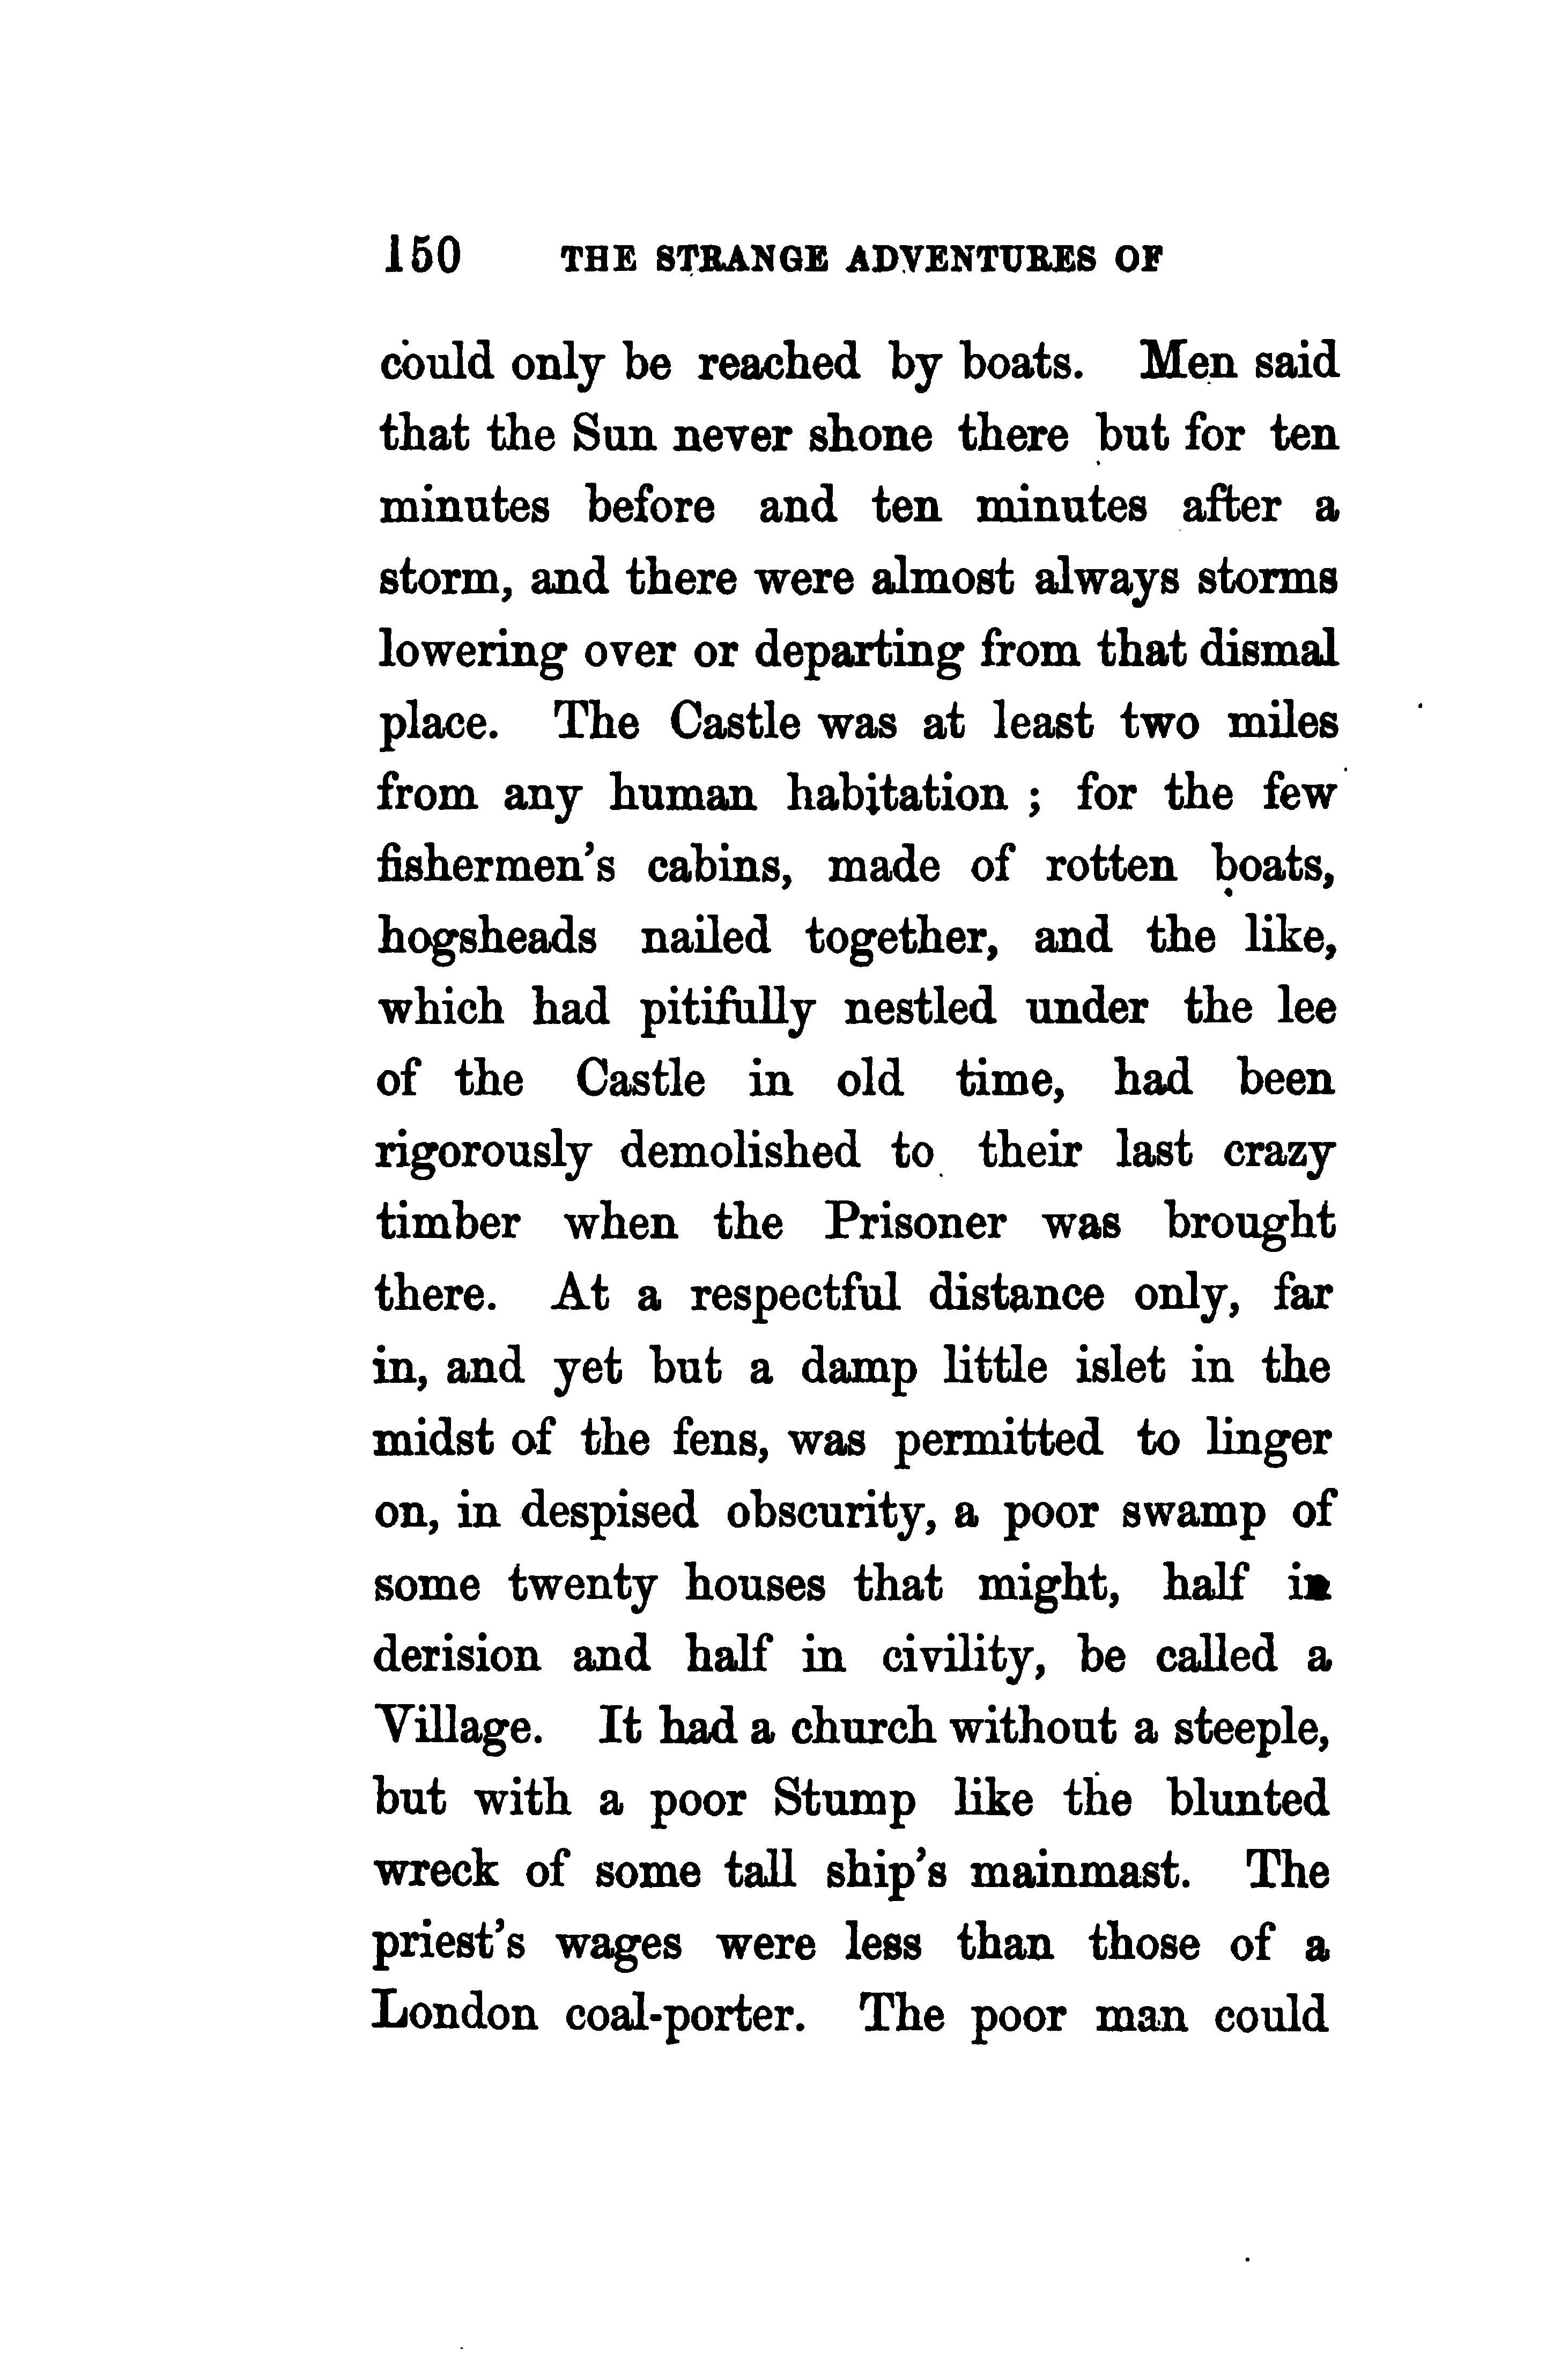 150 THE STRANGE ADVENTURES OF
could only be reached by boats. Men said
that the Sun never shone there but for ten
minutes before and ten minutes after a
storm, and there were almost always storms
lowering over or departing from that dismal
place. The Castle was at least two miles
from any human habitation ; for the few
fishermen's cabins, made of rotten boats,
hogsheads nailed together, and the like,
which had pitifully nestled under the lee
of the Castle in old time, had been
rigorously demolished to their last crazy
timber when the Prisoner was brought
there. At a respectful distance only, far
in, and yet but a damp little islet in the
midst of the fens, was permitted to linger
on, in despised obscurity, a poor swamp of
some twenty houses that might, half in
derision and half in civility, be called a
Village. It had a church without a steeple,
but with a poor Stump like the blunted
wreck of some tall ship's mainmast. The
priest's wages were less than those of a
London coal-porter. The poor man could